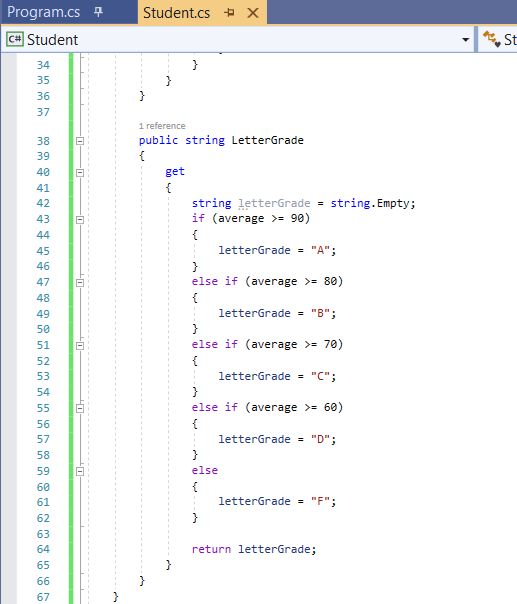 Program.cs
Student.cs
C# Student
St
34 }
35 }
36 }
37
1 reference
38 public string LetterGrade
39 {
40 get
41 {
42 string letterGrade = string.Empty;
43 if (average >= 90)
44 {
45 letterGrade = "A";
46 }
47 else if (average >= 80)
48 {
49 letterGrade = "B";
50 }
51 else if (average >= 70)
52 {
53 letterGrade = "C";
54 }
55 else if (average >= 60)
56 {
57 letterGrade = "D";
58 }
59 else
60 {
61 letterGrade = "F";
62 }
63
64 return letterGrade;
65 }
66 }
67 }